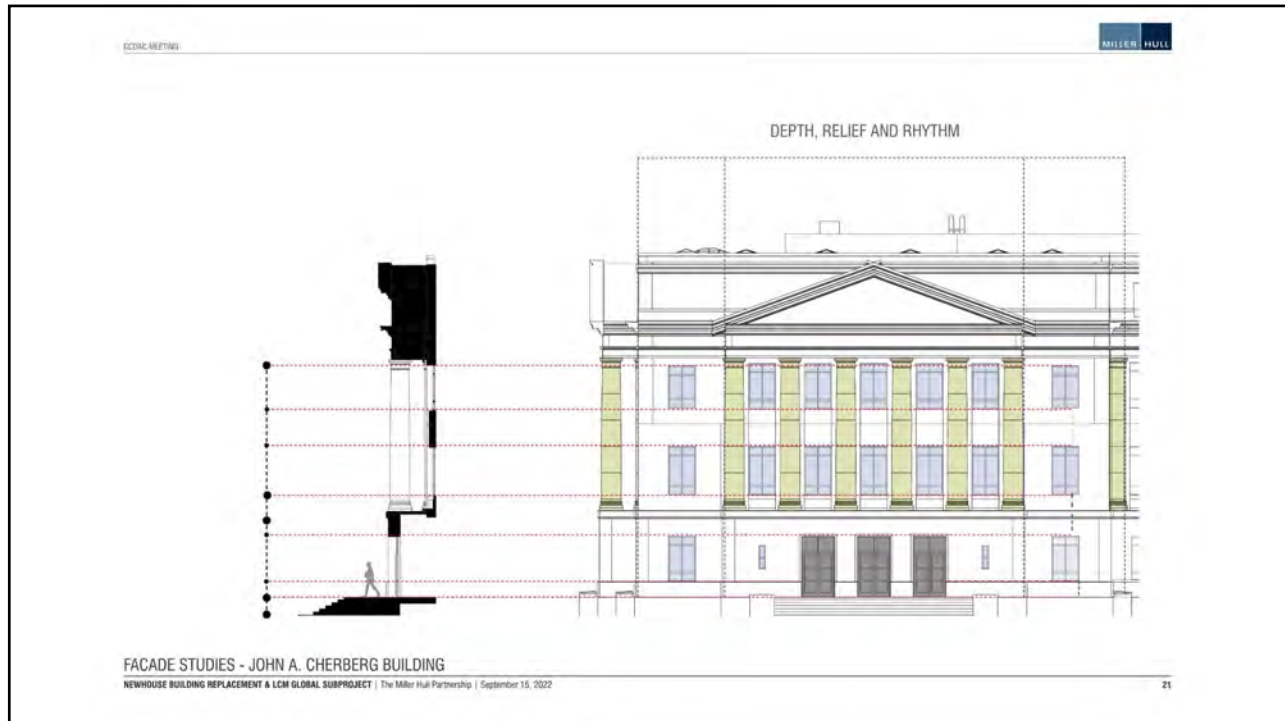 CCDAC MEETING
MILLER HULL
DEPTH, RELIEF AND RHYTHM
FACADE STUDIES - JOHN A. CHERBERG BUILDING
NEWHOUSE BUILDING REPLACEMENT & LCM GLOBAL SUBPROJECT | The Miller Hull Partnership | September 15, 2022
21